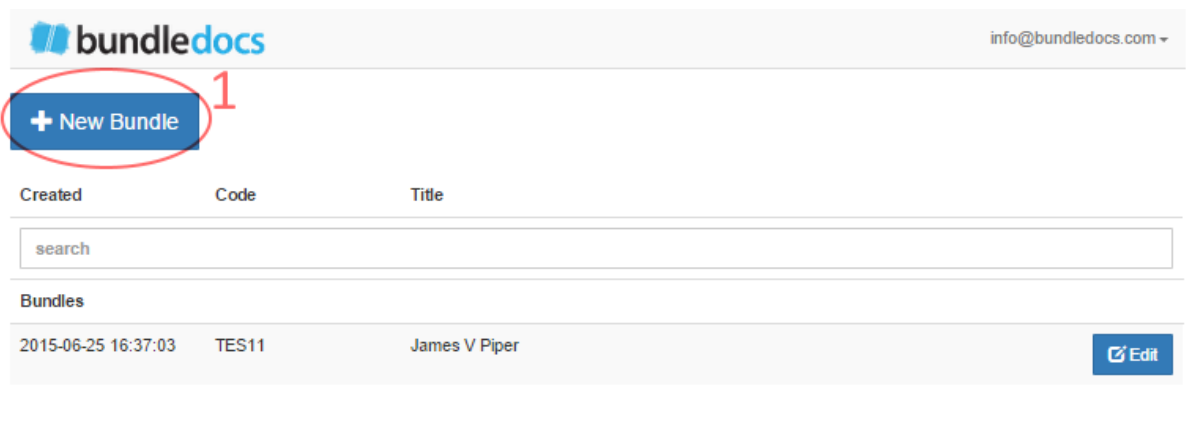 bundledocs
info@bundledocs.com
1
New Bundle
Created Code Title
search
Bundles
2015-06-25 16:37:03 TES11 James V Piper Edit